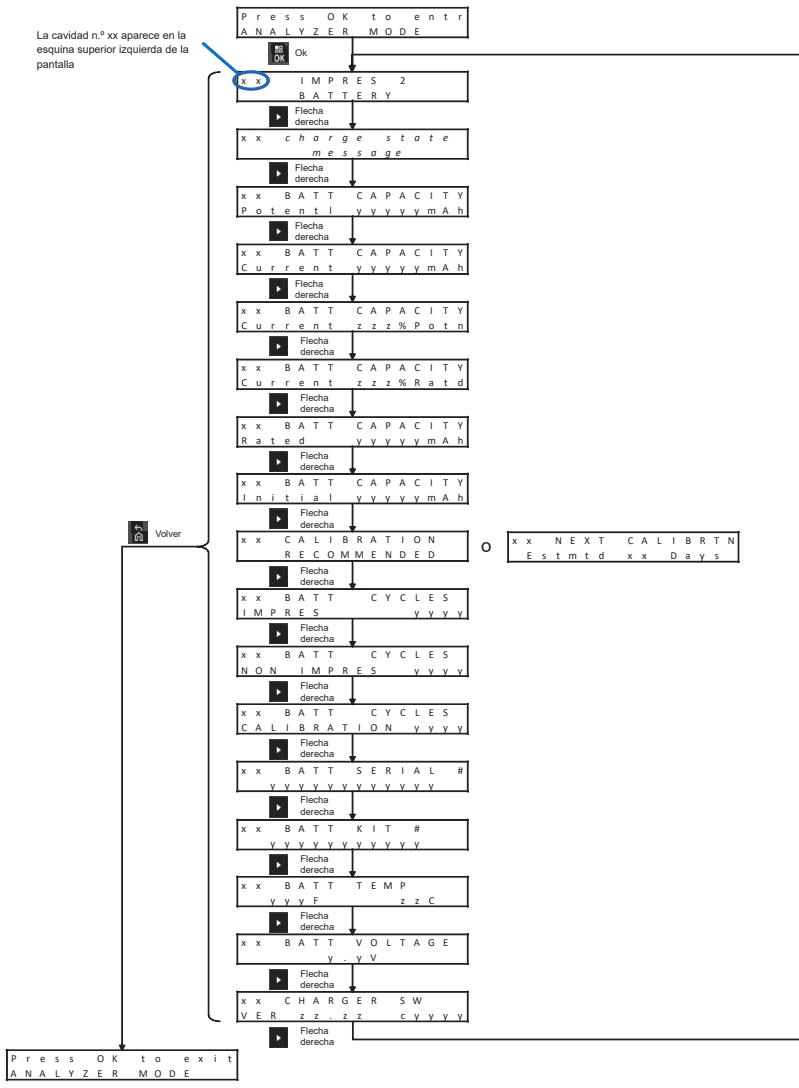 Press OK to entr
ANALYZER MODE
La cavidad n.º xx aparece en la
esquina superior izquierda de la
pantalla
OK
Ok
xx IMPRES 2
BATTERY
Flecha
derecha
xx charge state
message
Flecha
derecha
xx BATT CAPACITY
Potentl yyyyymAh
Flecha
derecha
xx BATT CAPACITY
Current yyyyymAh
Flecha
derecha
xx BATT CAPACITY
Current zzz%Potn
Flecha
derecha
xx BATT CAPACITY
Current zzz%Ratd
Flecha
derecha
xx BATT CAPACITY
Rated yyyyymAh
Flecha
derecha
xx BATT CAPACITY
Initial yyyyymAh
Flecha
derecha
Volver
xx CALIBRATION
RECOMMENDED
O
xx NEXT CALIBRTN
Estmtd xx Days
Flecha
derecha
xx BATT CYCLES
IMPRES yyyy
Flecha
derecha
xx BATT CYCLES
NON IMPRES yyyy
Flecha
derecha
xx BATT CYCLES
CALIBRATION yyyy
Flecha
derecha
xx BATT SERIAL #
yyyyyyyyyyyy
Flecha
derecha
xx BATT KIT #
yyyyyyyyyyy
Flecha
derecha
xx BATT TEMP
yyyF zzC
Flecha
derecha
xx BATT VOLTAGE
y.yV
Flecha
derecha
xx CHARGER SW
VER zz.zz cyyyy
Flecha
derecha
Press OK to exit
ANALYZER MODE